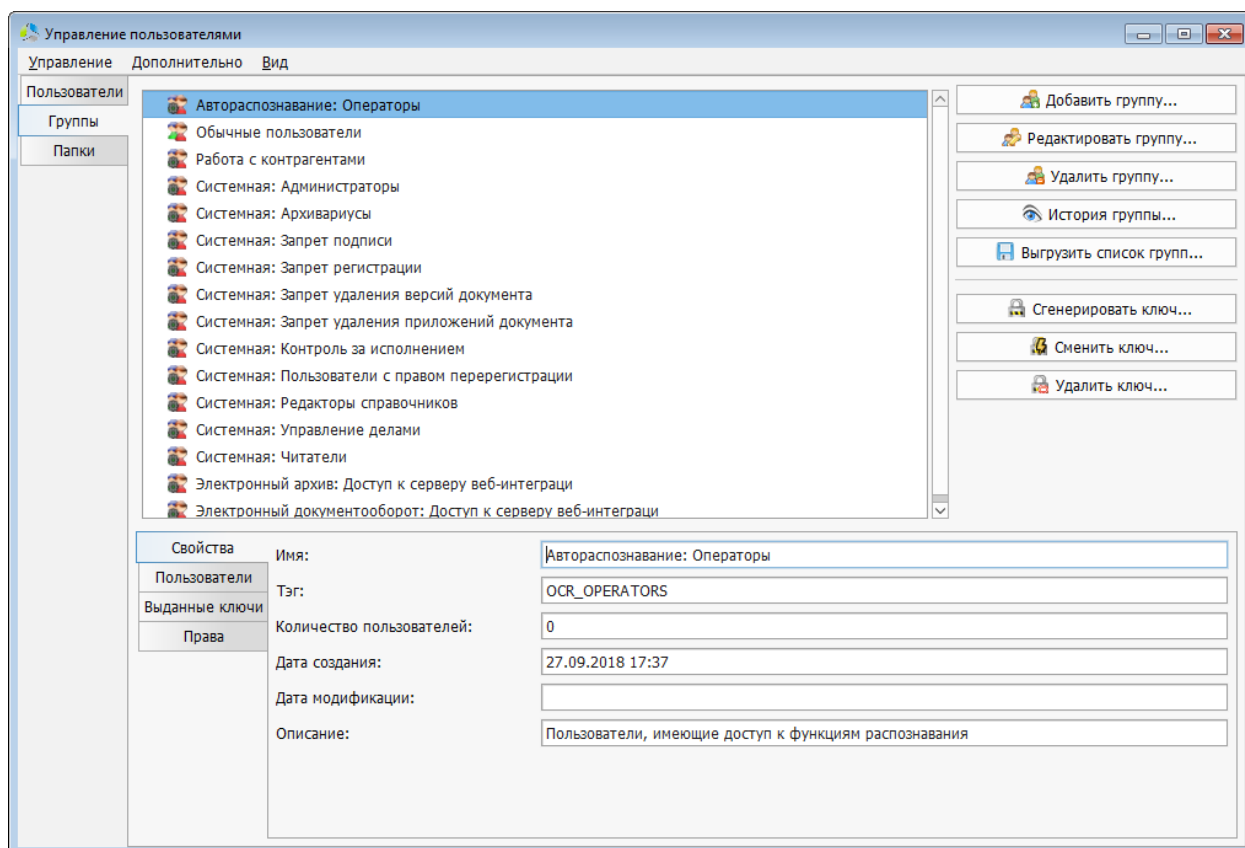 Управление пользователями
Управление Дополнительно Вид
Пользователи
Группы
Папки
Автораспознавание: Операторы
Обычные пользователи
Работа с контрагентами
Системная: Администраторы
Системная: Архивариусы
Системная: Запрет подписи
Системная: Запрет регистрации
Системная: Запрет удаления версий документа
Системная: Запрет удаления приложений документа
Системная: Контроль за исполнением
Системная: Пользователи с правом перерегистрации
Системная: Редакторы справочников
Системная: Управление делами
Системная: Читатели
Электронный архив: Доступ к серверу веб-интеграци
Электронный документооборот: Доступ к серверу веб-интеграци
Добавить группу...
Редактировать группу...
Удалить группу...
История группы...
Выгрузить список групп...
Сгенерировать ключ...
Сменить ключ...
Удалить ключ...
Свойства
Пользователи
Выданные ключи
Права
Имя: Автораспознавание: Операторы
Тэг: OCR_OPERATORS
Количество пользователей: 0
Дата создания: 27.09.2018 17:37
Дата модификации:
Описание: Пользователи, имеющие доступ к функциям распознавания